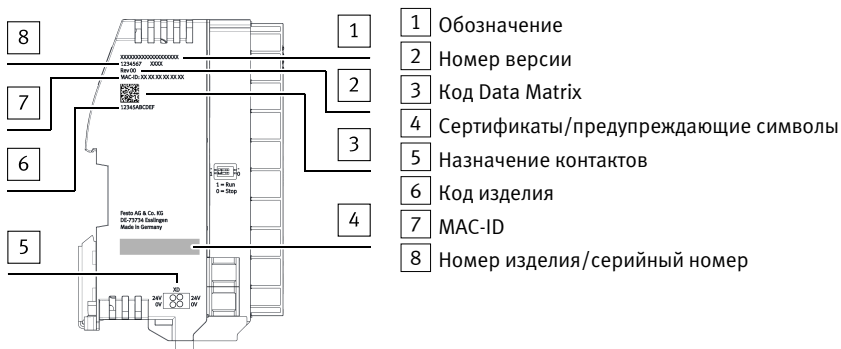 8
7
6
5
1
2
3
4
XXXXXXXXXXXXXXXXXXX
1234567 XXXX
Rev 00
MAC-ID: XX XX XX XX XX XX
12345ABCDEF
1 = Run
0 = Stop
Festo AG & Co. KG
DE-73734 Esslingen
Made in Germany
XD
24V 24V
0V 0V
1 Обозначение
2 Номер версии
3 Код Data Matrix
4 Сертификаты/предупреждающие символы
5 Назначение контактов
6 Код изделия
7 MAC-ID
8 Номер изделия/серийный номер